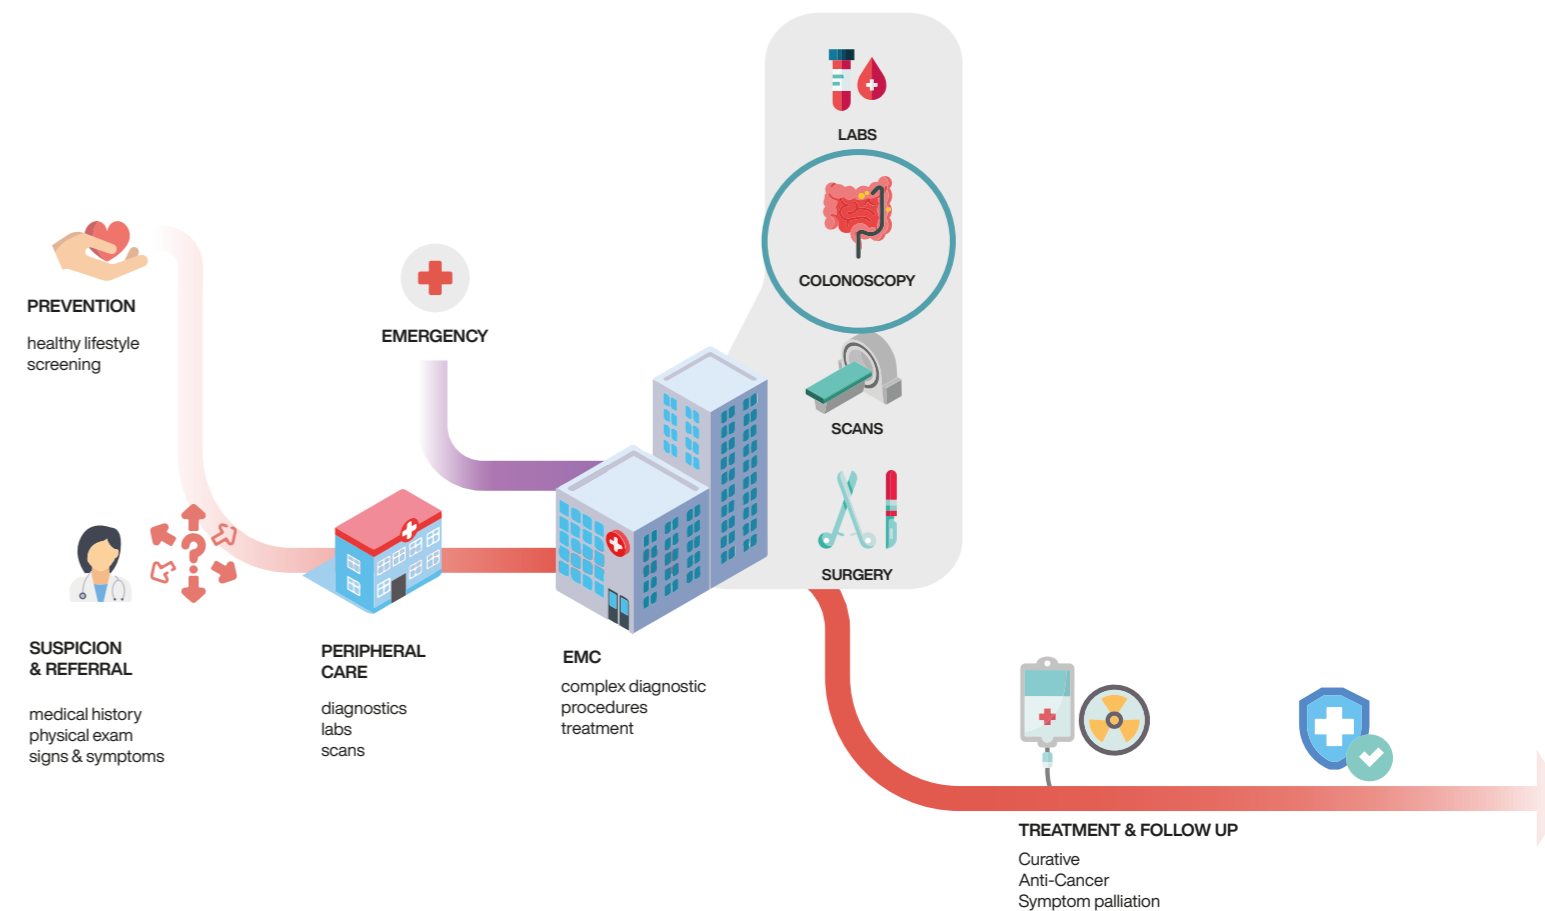 LABS
COLONOSCOPY
SCANS
SURGERY
PREVENTION
healthy lifestyle
screening
EMERGENCY
SUSPICION
& REFERRAL
medical history
physical exam
signs & symptoms
PERIPHERAL
CARE
diagnostics
labs
scans
EMC
complex diagnostic
procedures
treatment
TREATMENT & FOLLOW UP
Curative
Anti-Cancer
Symptom palliation